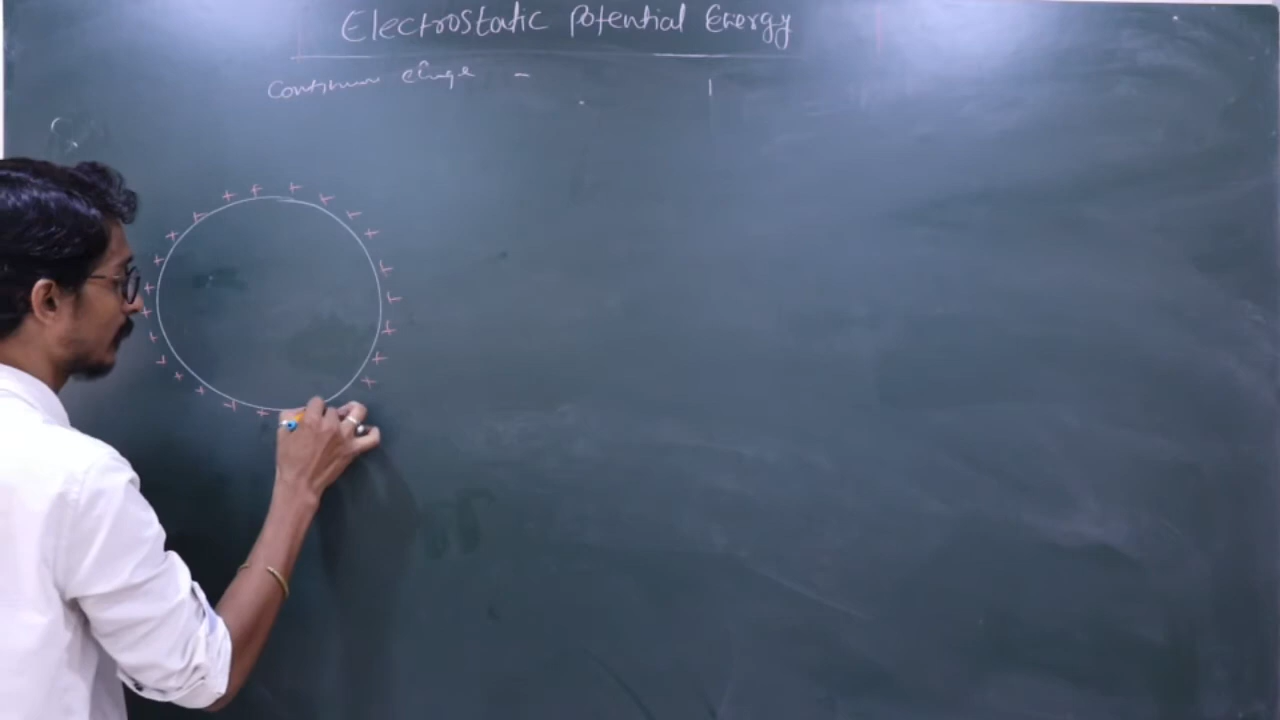 Electrostatic Potential Energy
Continuous charge -
+ + + + + + + + + + + + + + + + + + + + + + + +